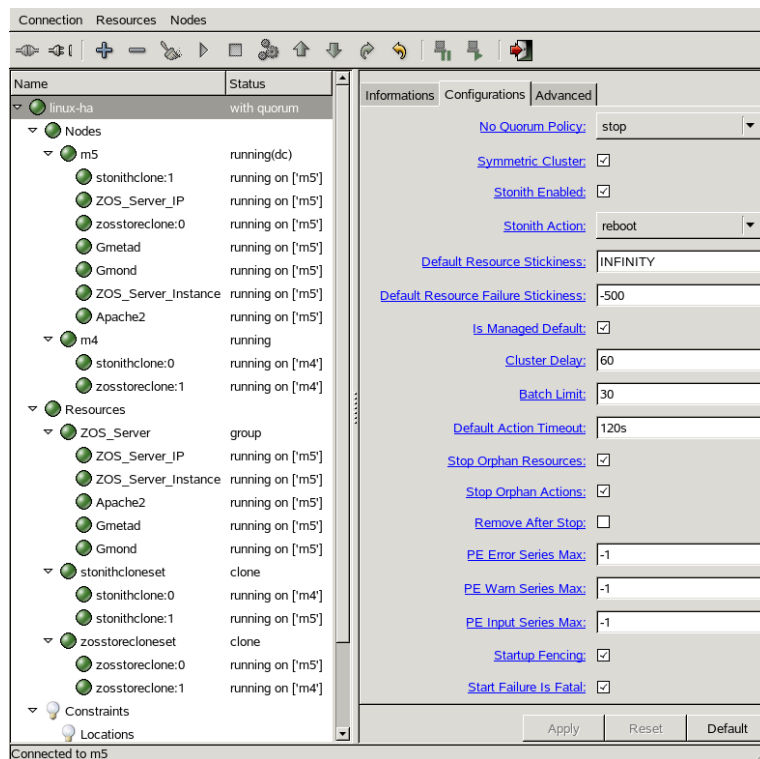 Connection Resources Nodes
Name Status
linux-ha with quorum
Nodes
m5 running(dc)
stonithclone:1 running on ['m5']
ZOS_Server_IP running on ['m5']
zosstoreclone:0 running on ['m5']
Gmetad running on ['m5']
Gmond running on ['m5']
ZOS_Server_Instance running on ['m5']
Apache2 running on ['m5']
m4 running
stonithclone:0 running on ['m4']
zosstoreclone:1 running on ['m4']
Resources
ZOS_Server group
ZOS_Server_IP running on ['m5']
ZOS_Server_Instance running on ['m5']
Apache2 running on ['m5']
Gmetad running on ['m5']
Gmond running on ['m5']
stonithcloneset clone
stonithclone:0 running on ['m4']
stonithclone:1 running on ['m5']
zosstorecloneset clone
zosstoreclone:0 running on ['m5']
zosstoreclone:1 running on ['m4']
Constraints
Locations
Informations Configurations Advanced
No Quorum Policy: stop
Symmetric Cluster:
Stonith Enabled:
Stonith Action: reboot
Default Resource Stickiness: INFINITY
Default Resource Failure Stickiness: -500
Is Managed Default:
Cluster Delay: 60
Batch Limit: 30
Default Action Timeout: 120s
Stop Orphan Resources:
Stop Orphan Actions:
Remove After Stop:
PE Error Series Max: -1
PE Warn Series Max: -1
PE Input Series Max: -1
Startup Fencing:
Start Failure Is Fatal:
Apply Reset Default
Connected to m5